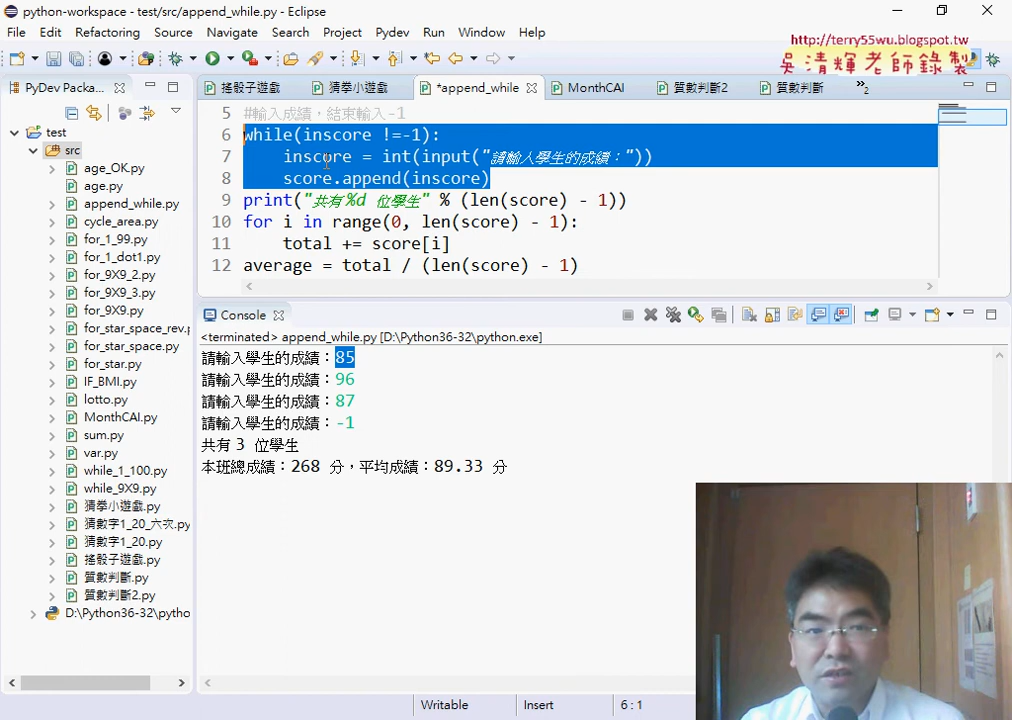 python-workspace - test/src/append_while.py - Eclipse
File Edit Refactoring Source Navigate Search Project Pydev Run Window Help
http://terry55wu.blogspot.tw
吳清輝老師錄製
PyDev Packa...
搖骰子遊戲 猜拳小遊戲 *append_while MonthCAI 質數判斷2 質數判斷 »2
test
src
age_OK.py
age.py
append_while.py
cycle_area.py
for_1_99.py
for_1_dot1.py
for_9X9_2.py
for_9X9_3.py
for_9X9.py
for_star_space_rev.p
for_star_space.py
for_star.py
IF_BMI.py
lotto.py
MonthCAI.py
sum.py
var.py
while_1_100.py
while_9X9.py
猜拳小遊戲.py
猜數字1_20_六次.py
猜數字1_20.py
搖骰子遊戲.py
質數判斷.py
質數判斷2.py
D:\Python36-32\pytho
5 #輸入成績，結束輸入-1
6 while(inscore !=-1):
7 inscore = int(input("請輸入學生的成績："))
8 score.append(inscore)
9 print("共有%d 位學生" % (len(score) - 1))
10 for i in range(0, len(score) - 1):
11 total += score[i]
12 average = total / (len(score) - 1)
Console
<terminated> append_while.py [D:\Python36-32\python.exe]
請輸入學生的成績：85
請輸入學生的成績：96
請輸入學生的成績：87
請輸入學生的成績：-1
共有 3 位學生
本班總成績：268 分，平均成績：89.33 分
Writable Insert 6 : 1